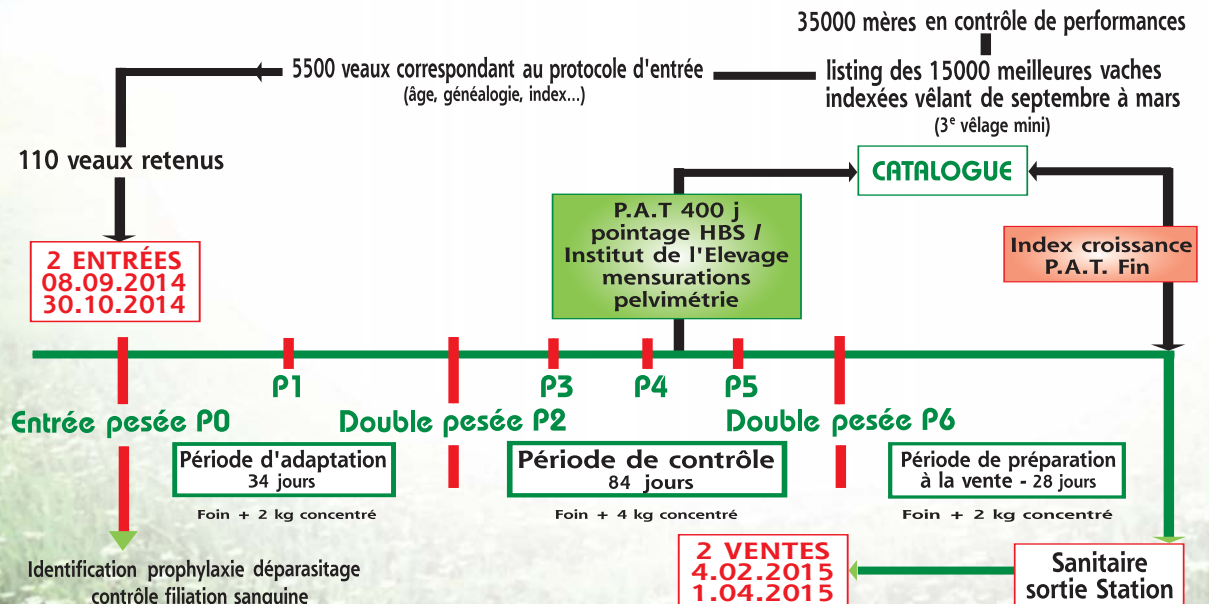 35000 mères en contrôle de performances
5500 veaux correspondant au protocole d'entrée
(âge, généalogie, index...)
listing des 15000 meilleures vaches
indexées vêlant de septembre à mars
(3e vêlage mini)
110 veaux retenus
CATALOGUE
2 ENTRÉES
08.09.2014
30.10.2014
P.A.T 400 j
pointage HBS /
Institut de l'Elevage
mensurations
pelvimétrie
Index croissance
P.A.T. Fin
P1
P3
P4
P5
Entrée pesée P0
Double pesée P2
Double pesée P6
Période d'adaptation
34 jours
Période de contrôle
84 jours
Période de préparation
à la vente - 28 jours
Foin + 2 kg concentré
Foin + 4 kg concentré
Foin + 2 kg concentré
Identification prophylaxie déparasitage
contrôle filiation sanguine
2 VENTES
4.02.2015
1.04.2015
Sanitaire
sortie Station